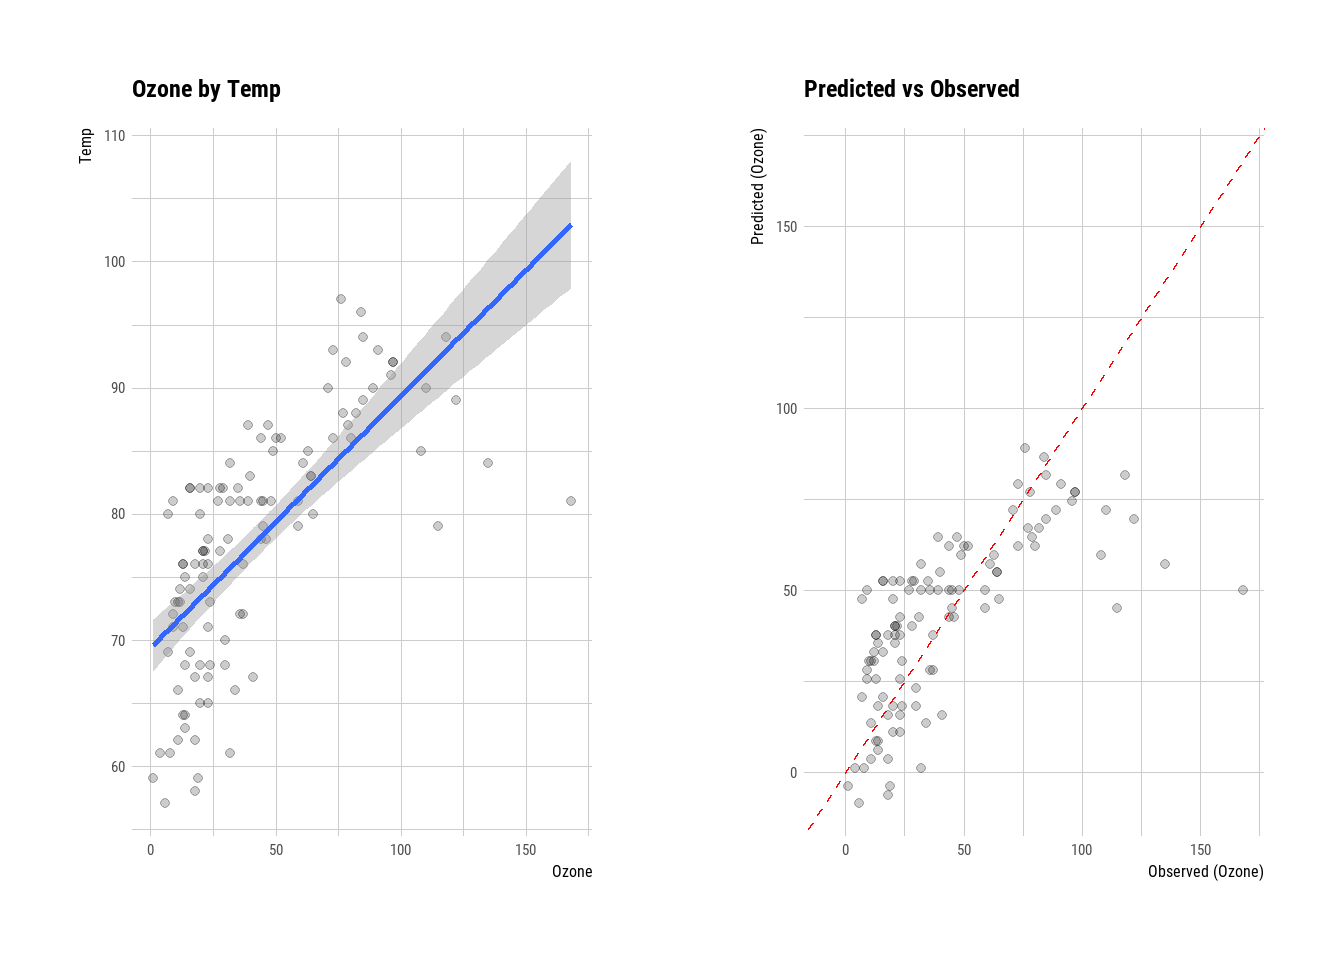 Ozone by Temp
Temp
110
100
90
80
70
60
0 50 100 150
Ozone
Predicted vs Observed
Predicted (Ozone)
150
100
50
0
0 50 100 150
Observed (Ozone)